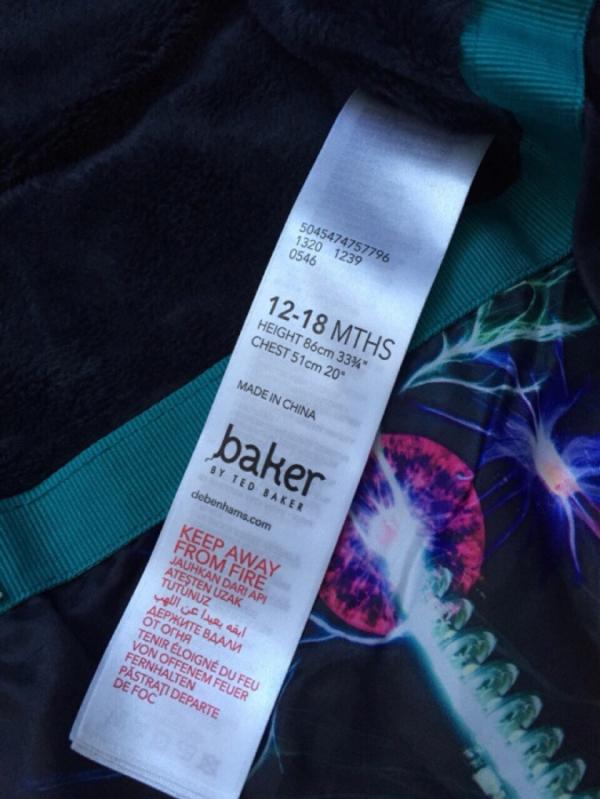 5045474757796
1320 1239
0546
12-18 MTHS
HEIGHT 86cm 33¾"
CHEST 51cm 20"
MADE IN CHINA
baker
BY TED BAKER
debenhams.com
KEEP AWAY
FROM FIRE
JAUHKAN DARI API
ATEŞTEN UZAK
TUTUNUZ
ابقه بعيدا عن اللهب
ДЕРЖИТЕ ВДАЛИ
ОТ ОГНЯ
TENIR ÉLOIGNÉ DU FEU
VON OFFENEM FEUER
FERNHALTEN
PĂSTRAŢI DEPARTE
DE FOC